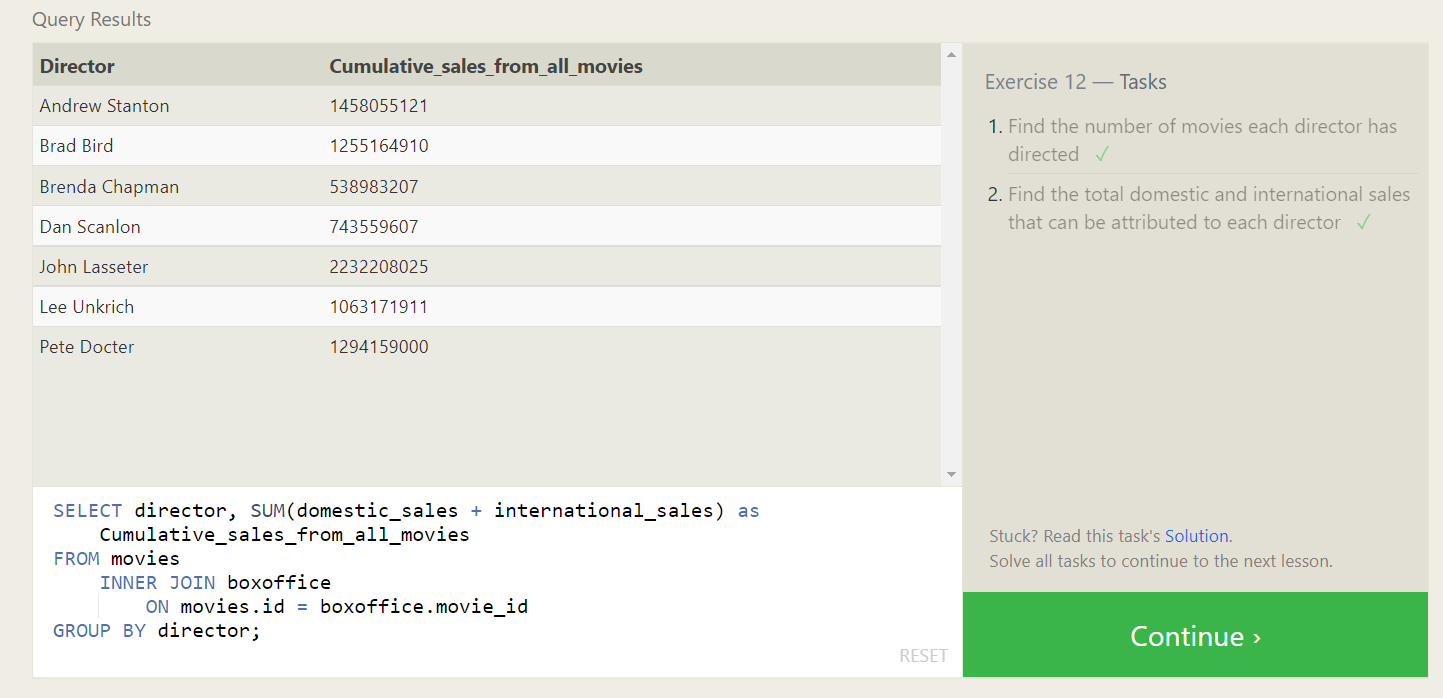 Query Results
Director Cumulative_sales_from_all_movies
Andrew Stanton 1458055121
Brad Bird 1255164910
Brenda Chapman 538983207
Dan Scanlon 743559607
John Lasseter 2232208025
Lee Unkrich 1063171911
Pete Docter 1294159000
SELECT director, SUM(domestic_sales + international_sales) as
Cumulative_sales_from_all_movies
FROM movies
INNER JOIN boxoffice
ON movies.id = boxoffice.movie_id
GROUP BY director;
RESET
Exercise 12 — Tasks
1. Find the number of movies each director has
directed ✓
2. Find the total domestic and international sales
that can be attributed to each director ✓
Stuck? Read this task's Solution.
Solve all tasks to continue to the next lesson.
Continue ›